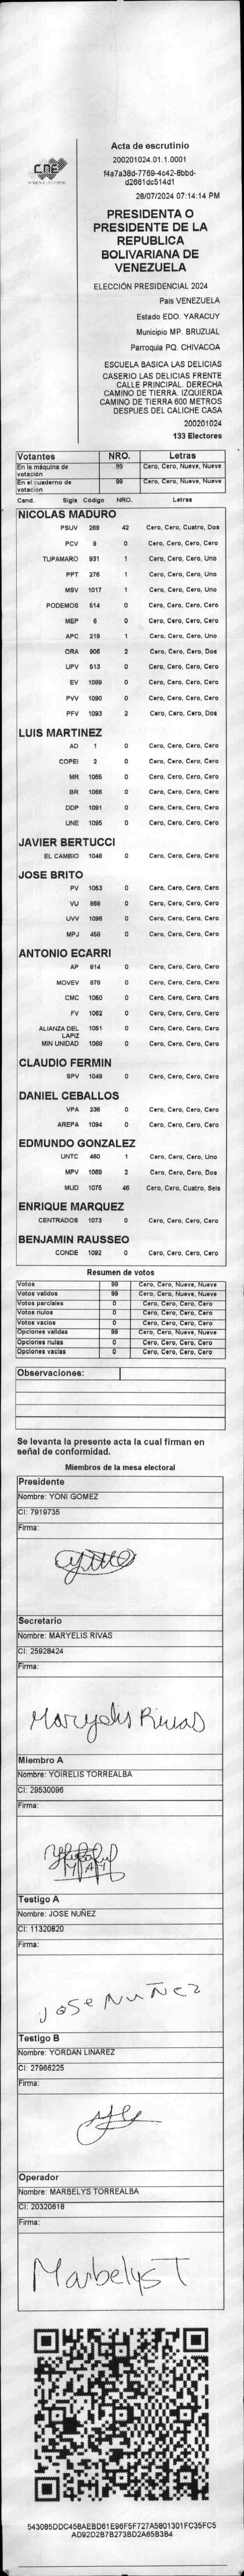 CNE
Acta de escrutinio
200201024.01.1.0001
f4a7a38d-7769-4c42-8bbd-
d2661dc514d1
28/07/2024 07:14:14 PM
PRESIDENTA O
PRESIDENTE DE LA
REPUBLICA
BOLIVARIANA DE
VENEZUELA
ELECCIÓN PRESIDENCIAL 2024
Pais VENEZUELA
Estado EDO. YARACUY
Municipio MP. BRUZUAL
Parroquia PQ. CHIVACOA
ESCUELA BASICA LAS DELICIAS
CASERIO LAS DELICIAS FRENTE
CALLE PRINCIPAL. DERECHA
CAMINO DE TIERRA. IZQUIERDA
CAMINO DE TIERRA 600 METROS
DESPUES DEL CALICHE CASA
200201024
133 Electores
Votantes NRO. Letras
En la máquina de votación 99 Cero, Cero, Nueve, Nueve
En el cuaderno de votación 99 Cero, Cero, Nueve, Nueve
Cand. Sigla Código NRO. Letras
NICOLAS MADURO
PSUV 269 42 Cero, Cero, Cuatro, Dos
PCV 9 0 Cero, Cero, Cero, Cero
TUPAMARO 931 1 Cero, Cero, Cero, Uno
PPT 276 1 Cero, Cero, Cero, Uno
MSV 1017 1 Cero, Cero, Cero, Uno
PODEMOS 514 0 Cero, Cero, Cero, Cero
MEP 6 0 Cero, Cero, Cero, Cero
APC 219 1 Cero, Cero, Cero, Uno
ORA 906 2 Cero, Cero, Cero, Dos
UPV 513 0 Cero, Cero, Cero, Cero
EV 1089 0 Cero, Cero, Cero, Cero
PVV 1090 0 Cero, Cero, Cero, Cero
PFV 1093 2 Cero, Cero, Cero, Dos
LUIS MARTINEZ
AD 1 0 Cero, Cero, Cero, Cero
COPEI 2 0 Cero, Cero, Cero, Cero
MR 1065 0 Cero, Cero, Cero, Cero
BR 1066 0 Cero, Cero, Cero, Cero
DDP 1091 0 Cero, Cero, Cero, Cero
UNE 1095 0 Cero, Cero, Cero, Cero
JAVIER BERTUCCI
EL CAMBIO 1048 0 Cero, Cero, Cero, Cero
JOSE BRITO
PV 1053 0 Cero, Cero, Cero, Cero
VU 968 0 Cero, Cero, Cero, Cero
UVV 1096 0 Cero, Cero, Cero, Cero
MPJ 458 0 Cero, Cero, Cero, Cero
ANTONIO ECARRI
AP 914 0 Cero, Cero, Cero, Cero
MOVEV 978 0 Cero, Cero, Cero, Cero
CMC 1050 0 Cero, Cero, Cero, Cero
FV 1062 0 Cero, Cero, Cero, Cero
ALIANZA DEL LAPIZ 1051 0 Cero, Cero, Cero, Cero
MIN UNIDAD 1088 0 Cero, Cero, Cero, Cero
CLAUDIO FERMIN
SPV 1049 0 Cero, Cero, Cero, Cero
DANIEL CEBALLOS
VPA 236 0 Cero, Cero, Cero, Cero
AREPA 1094 0 Cero, Cero, Cero, Cero
EDMUNDO GONZALEZ
UNTC 460 1 Cero, Cero, Cero, Uno
MPV 1069 2 Cero, Cero, Cero, Dos
MUD 1075 46 Cero, Cero, Cuatro, Seis
ENRIQUE MARQUEZ
CENTRADOS 1073 0 Cero, Cero, Cero, Cero
BENJAMIN RAUSSEO
CONDE 1092 0 Cero, Cero, Cero, Cero
Resumen de votos
Votos 99 Cero, Cero, Nueve, Nueve
Votos validos 99 Cero, Cero, Nueve, Nueve
Votos parciales 0 Cero, Cero, Cero, Cero
Votos nulos 0 Cero, Cero, Cero, Cero
Votos vacios 0 Cero, Cero, Cero, Cero
Opciones validas 99 Cero, Cero, Nueve, Nueve
Opciones nulas 0 Cero, Cero, Cero, Cero
Opciones vacias 0 Cero, Cero, Cero, Cero
Observaciones:
Se levanta la presente acta la cual firman en
señal de conformidad.
Miembros de la mesa electoral
Presidente
Nombre: YONI GOMEZ
CI: 7919735
Firma:
Secretario
Nombre: MARYELIS RIVAS
CI: 25928424
Firma:
Maryelis Rivas
Miembro A
Nombre: YOIRELIS TORREALBA
CI: 29530096
Firma:
Testigo A
Nombre: JOSE NUÑEZ
CI: 11320820
Firma:
Jose Nuñez
Testigo B
Nombre: YORDAN LINAREZ
CI: 27966225
Firma:
Operador
Nombre: MARBELYS TORREALBA
CI: 20320618
Firma:
Marbelys T
543085DDC45BAEBD61E96F5F727A5801301FC35FC5
AD92D2B7B273BD2A65B3B4